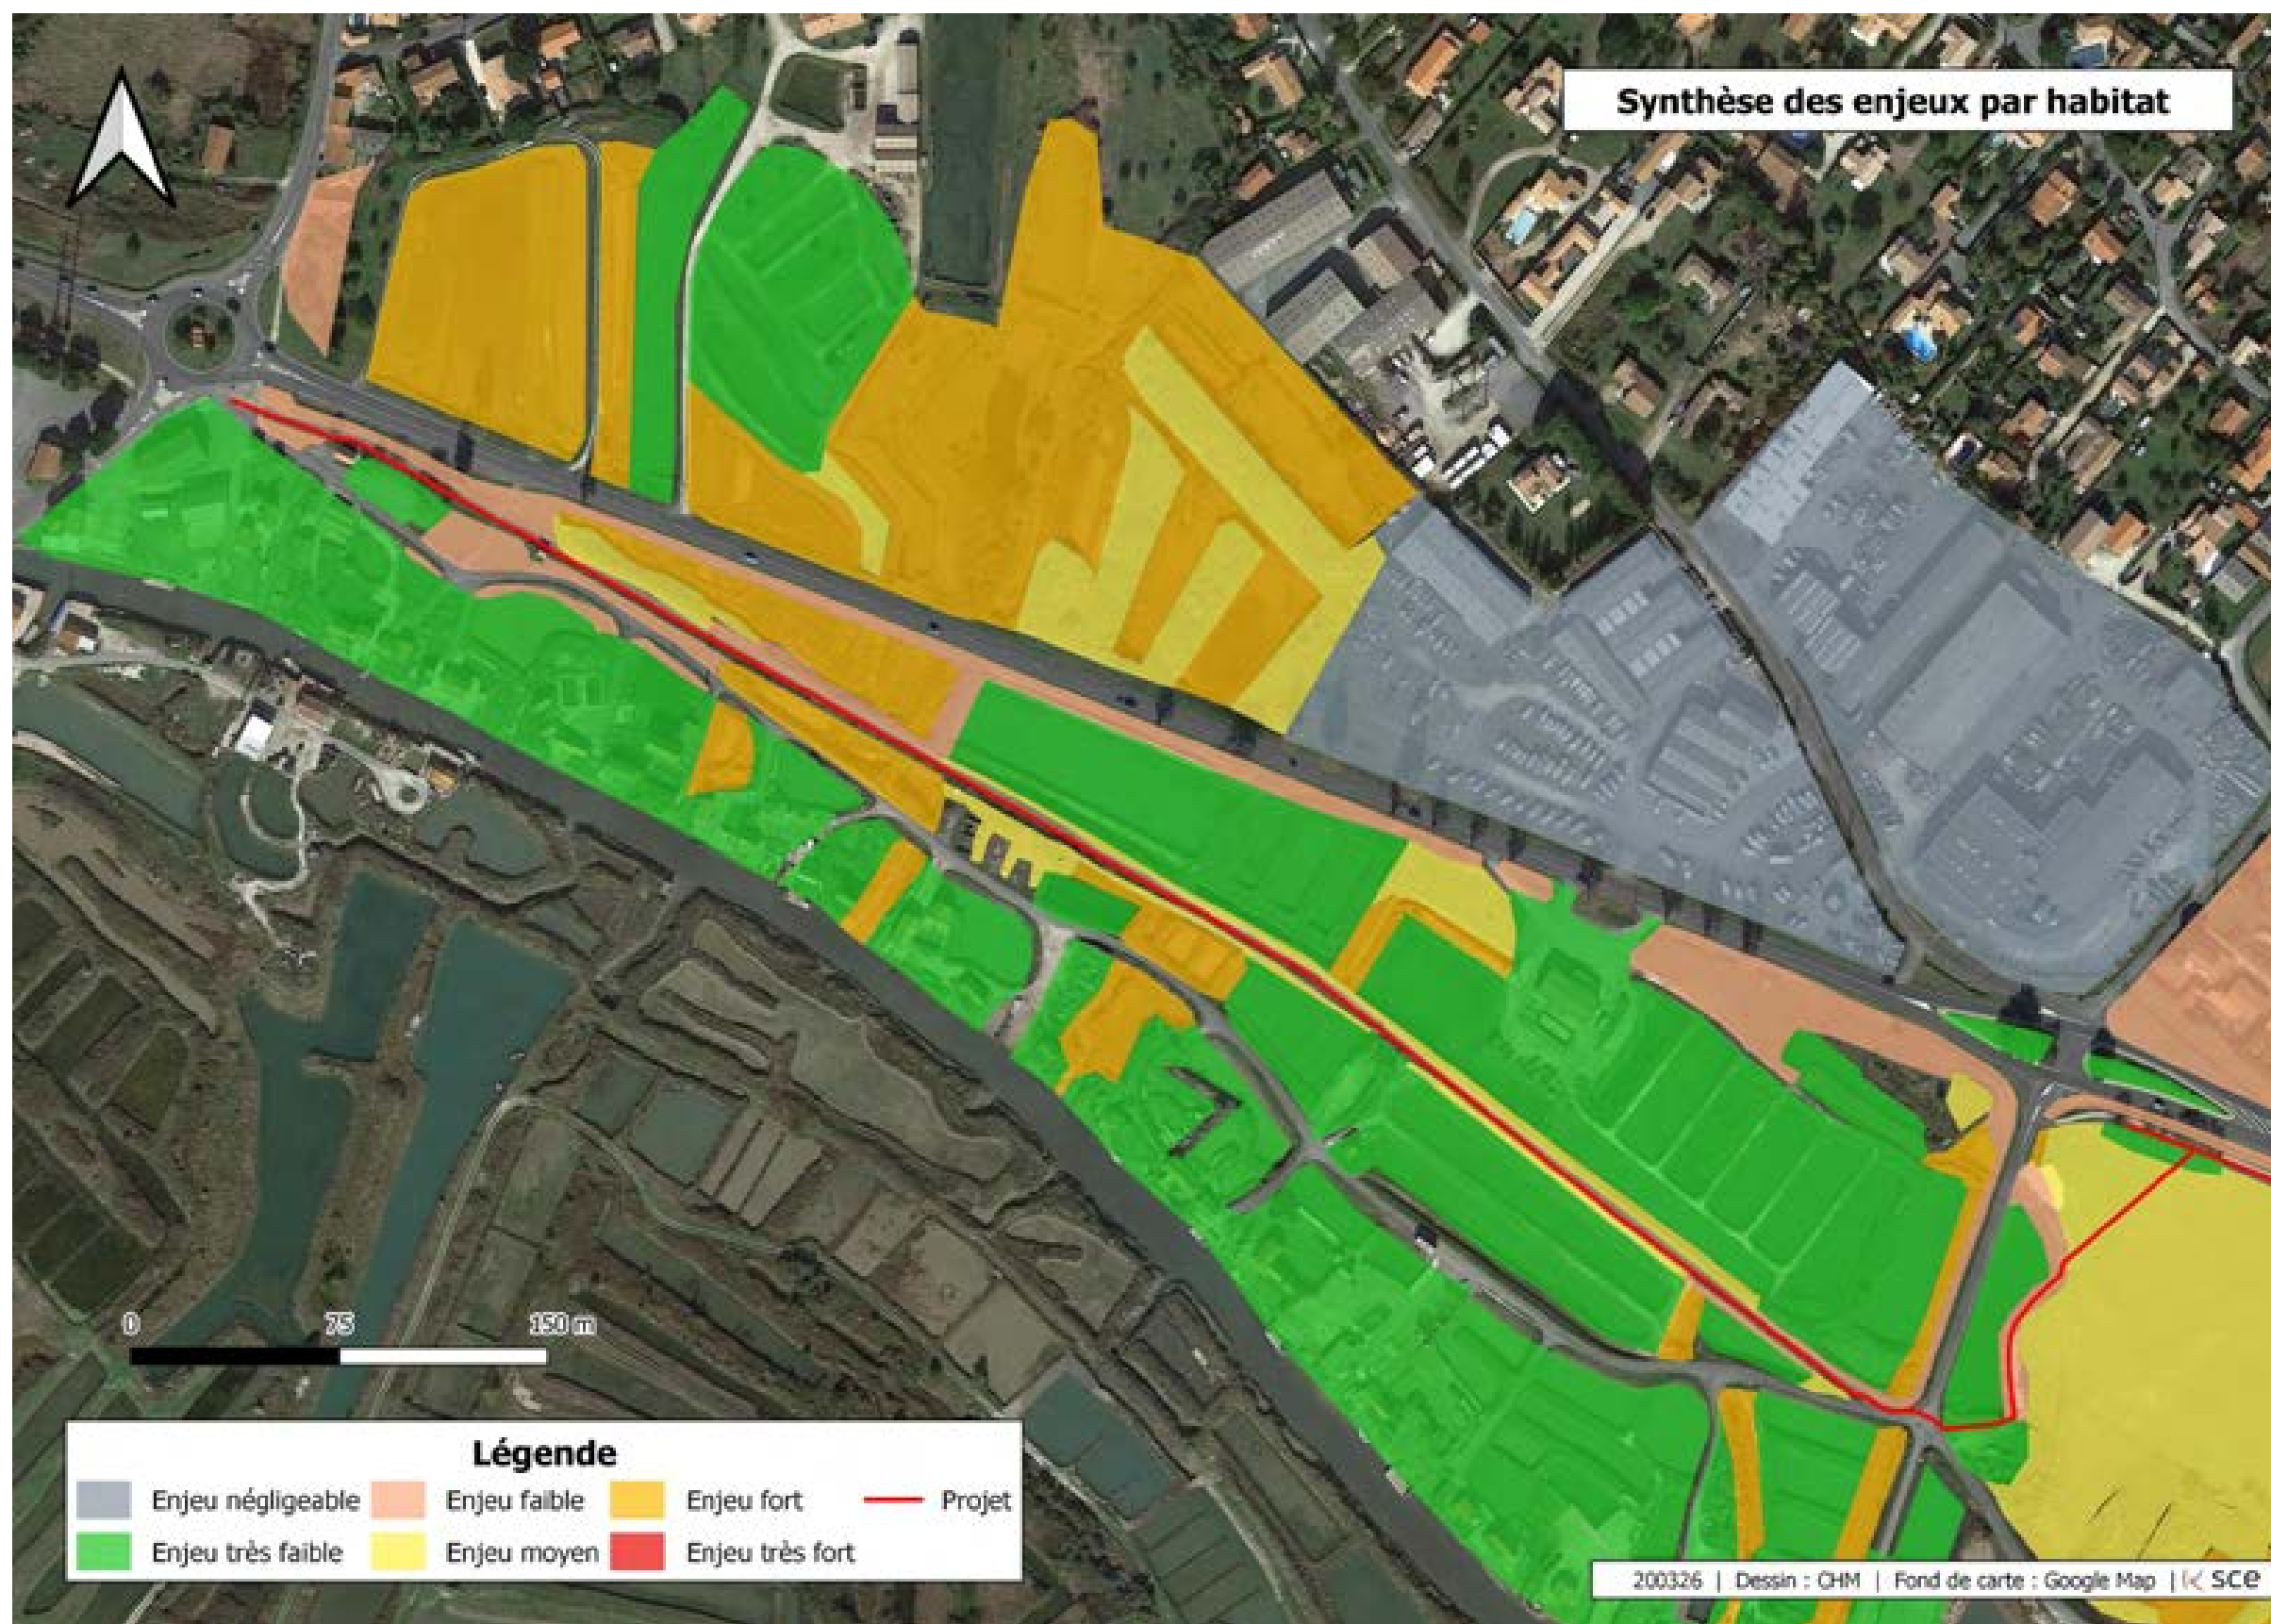 Synthèse des enjeux par habitat
0 75 150 m
Légende
Enjeu négligeable Enjeu faible Enjeu fort Projet
Enjeu très faible Enjeu moyen Enjeu très fort
200326 | Dessin : CHM | Fond de carte : Google Map | sce